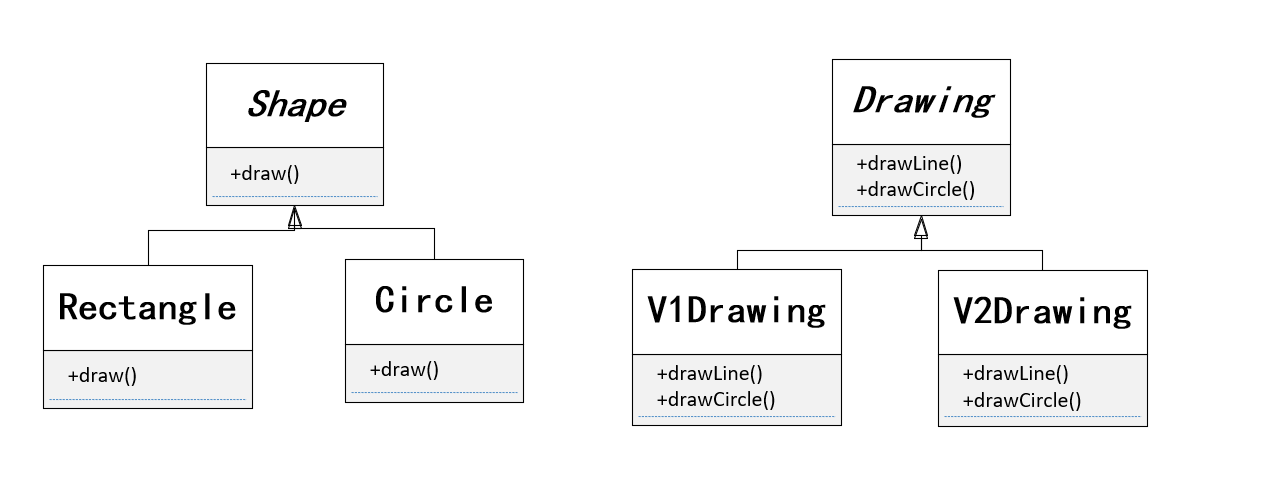 Shape
+draw()
Rectangle
+draw()
Circle
+draw()
Drawing
+drawLine()
+drawCircle()
V1Drawing
+drawLine()
+drawCircle()
V2Drawing
+drawLine()
+drawCircle()